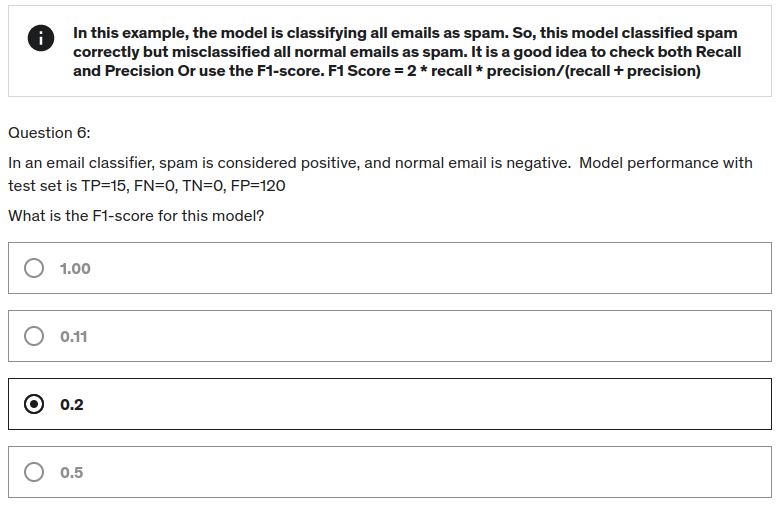 In this example, the model is classifying all emails as spam. So, this model classified spam
correctly but misclassified all normal emails as spam. It is a good idea to check both Recall
and Precision Or use the F1-score. F1 Score = 2 * recall * precision/(recall + precision)
Question 6:
In an email classifier, spam is considered positive, and normal email is negative.  Model performance with
test set is TP=15, FN=0, TN=0, FP=120
What is the F1-score for this model?
1.00
0.11
0.2
0.5